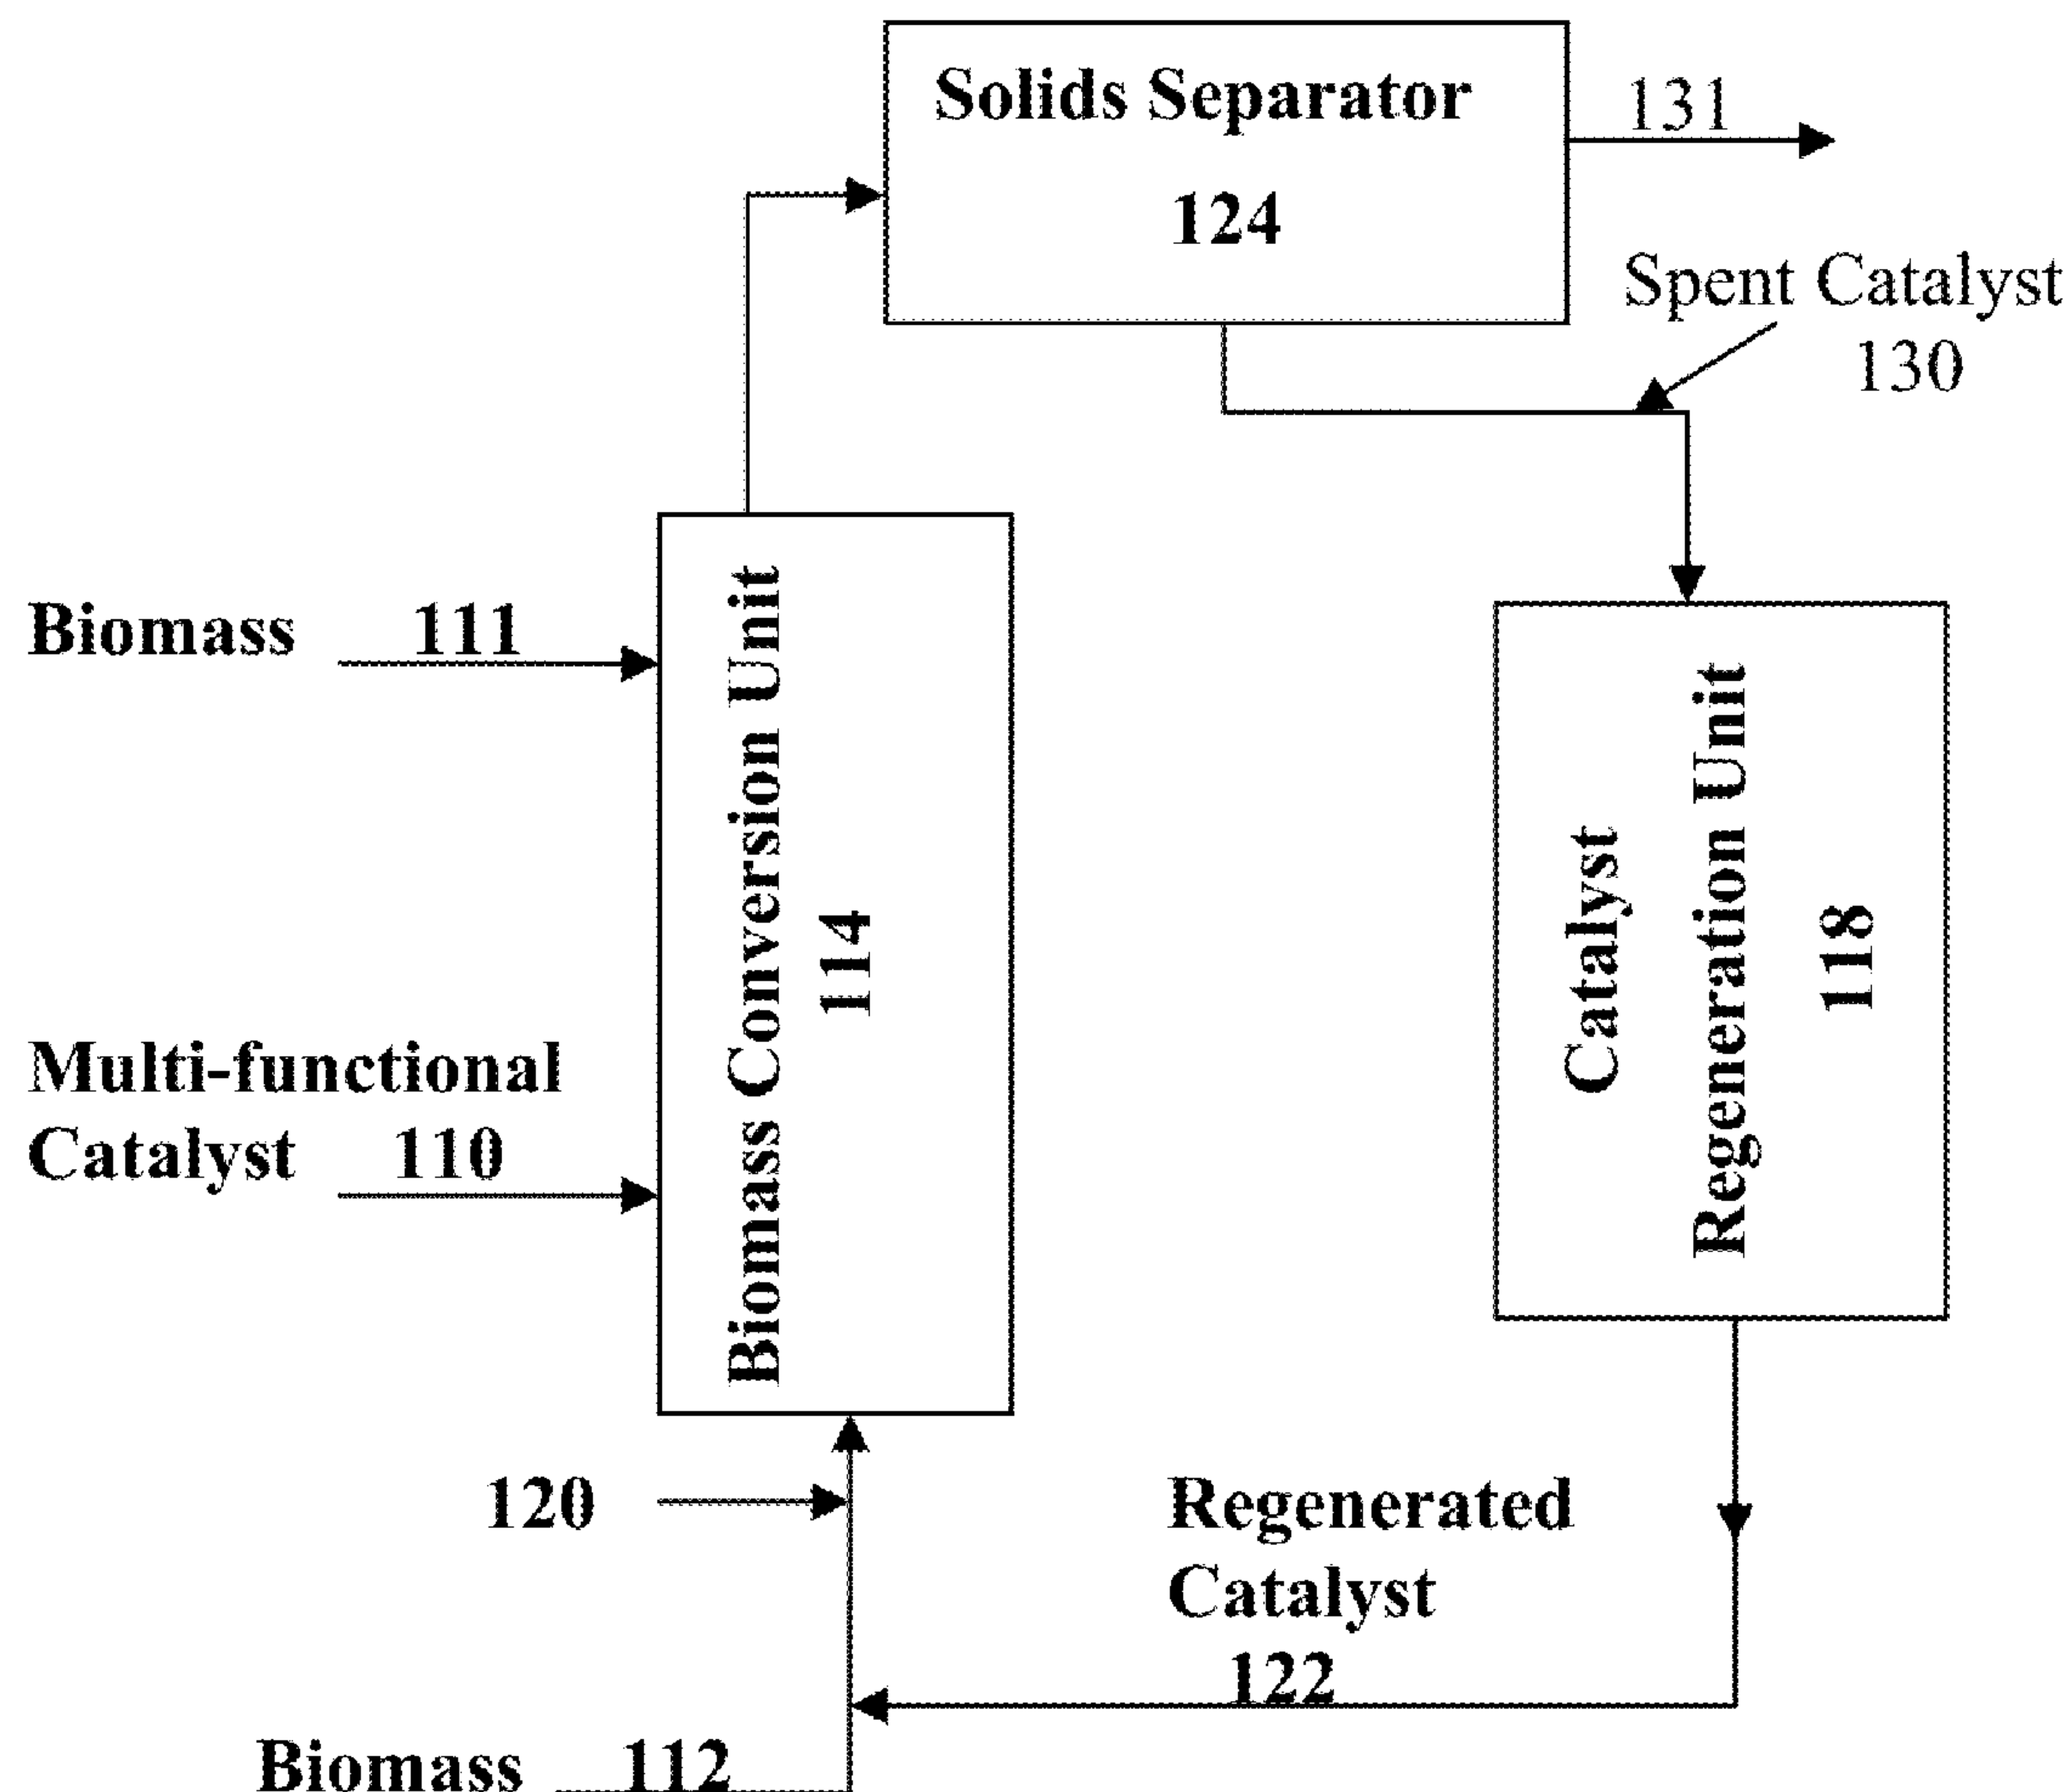 Solids Separator
124
131
Spent Catalyst
130
Biomass 111
Biomass Conversion Unit
114
Catalyst
Regeneration Unit
118
Multi-functional
Catalyst 110
120
Regenerated
Catalyst
122
Biomass 112